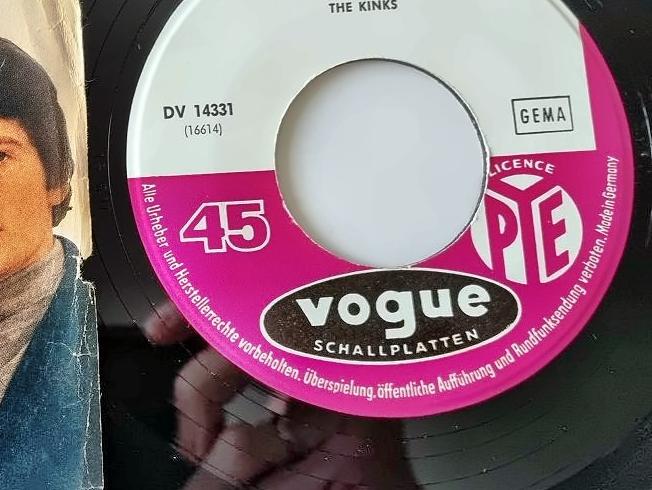 THE KINKS
DV 14331
(16614)
GEMA
LICENCE
PYE
45
vogue
SCHALLPLATTEN
Alle Urheber und Herstellerrechte vorbehalten. Überspielung, öffentliche Aufführung und Rundfunksendung verboten. Made in Germany